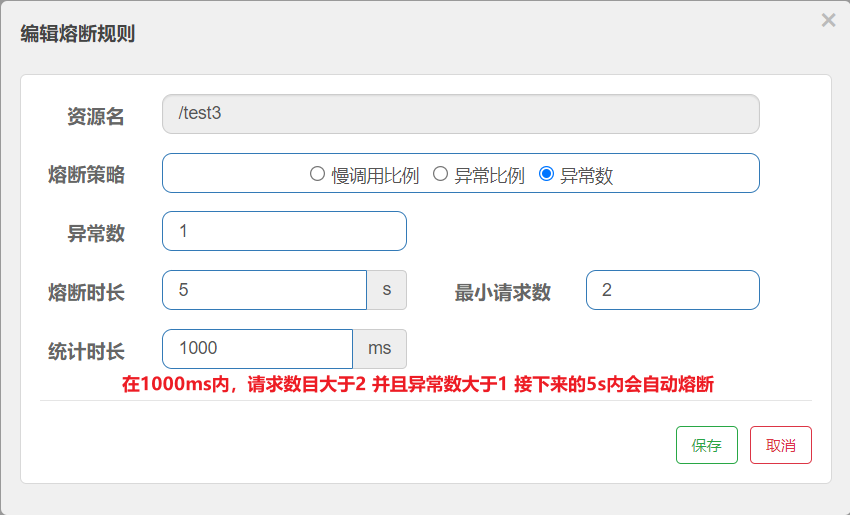 编辑熔断规则 ×
资源名 /test3
熔断策略 慢调用比例 异常比例 异常数
异常数 1
熔断时长 5 s 最小请求数 2
统计时长 1000 ms
在1000ms内，请求数目大于2 并且异常数大于1 接下来的5s内会自动熔断
保存 取消